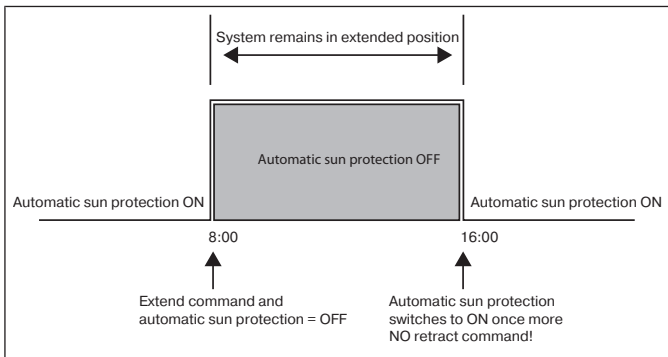 System remains in extended position
Automatic sun protection OFF
Automatic sun protection ON
Automatic sun protection ON
8:00
16:00
Extend command and
automatic sun protection = OFF
Automatic sun protection
switches to ON once more
NO retract command!